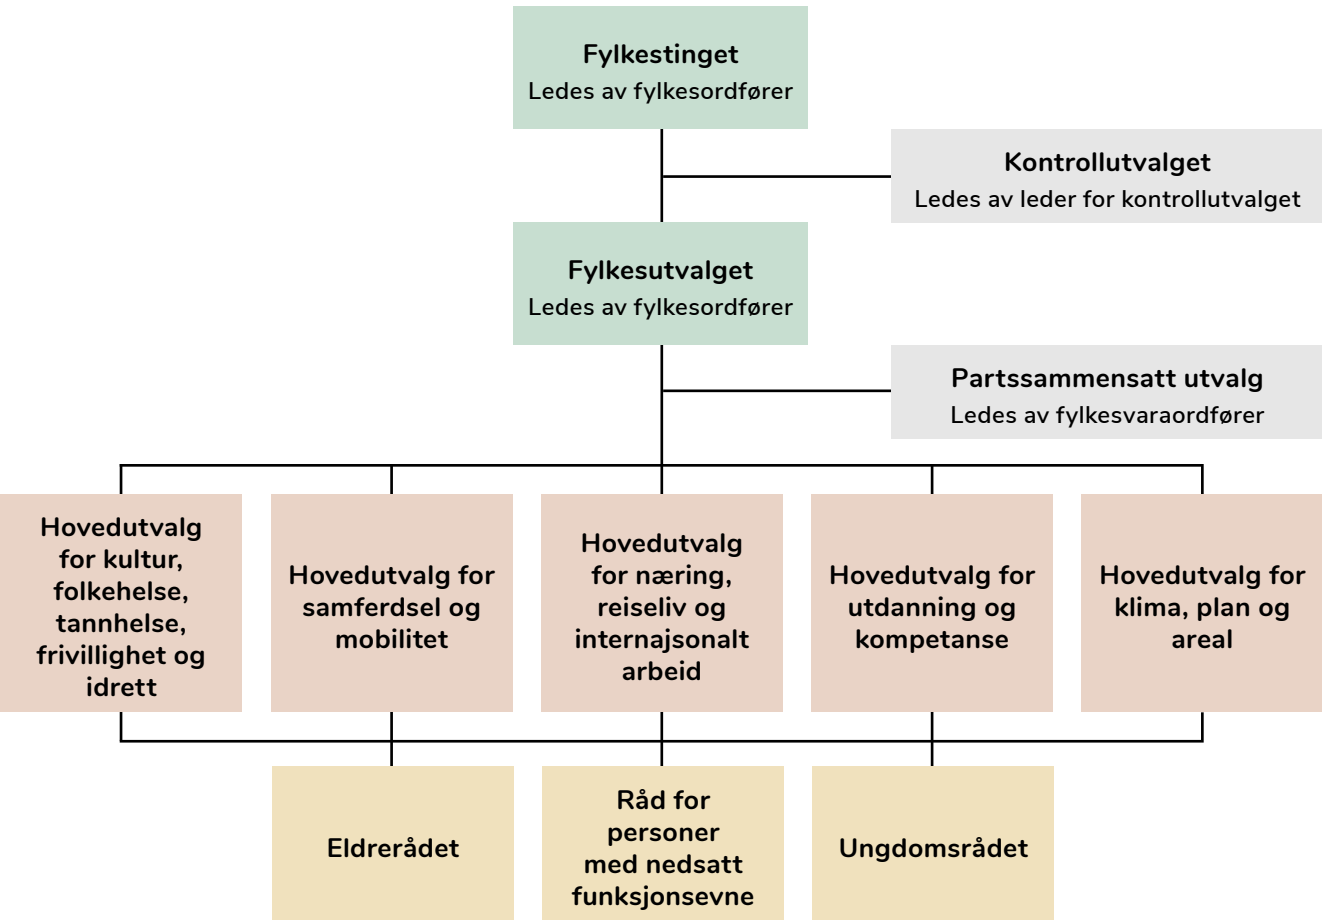 Fylkestinget
Ledes av fylkesordfører
Kontrollutvalget
Ledes av leder for kontrollutvalget
Fylkesutvalget
Ledes av fylkesordfører
Partssammensatt utvalg
Ledes av fylkesvaraordfører
Hovedutvalg
for kultur,
folkehelse,
tannhelse,
frivillighet og
idrett
Hovedutvalg for
samferdsel og
mobilitet
Hovedutvalg
for næring,
reiseliv og
internajsonalt
arbeid
Hovedutvalg for
utdanning og
kompetanse
Hovedutvalg for
klima, plan og
areal
Eldrerådet
Råd for
personer
med nedsatt
funksjonsevne
Ungdomsrådet